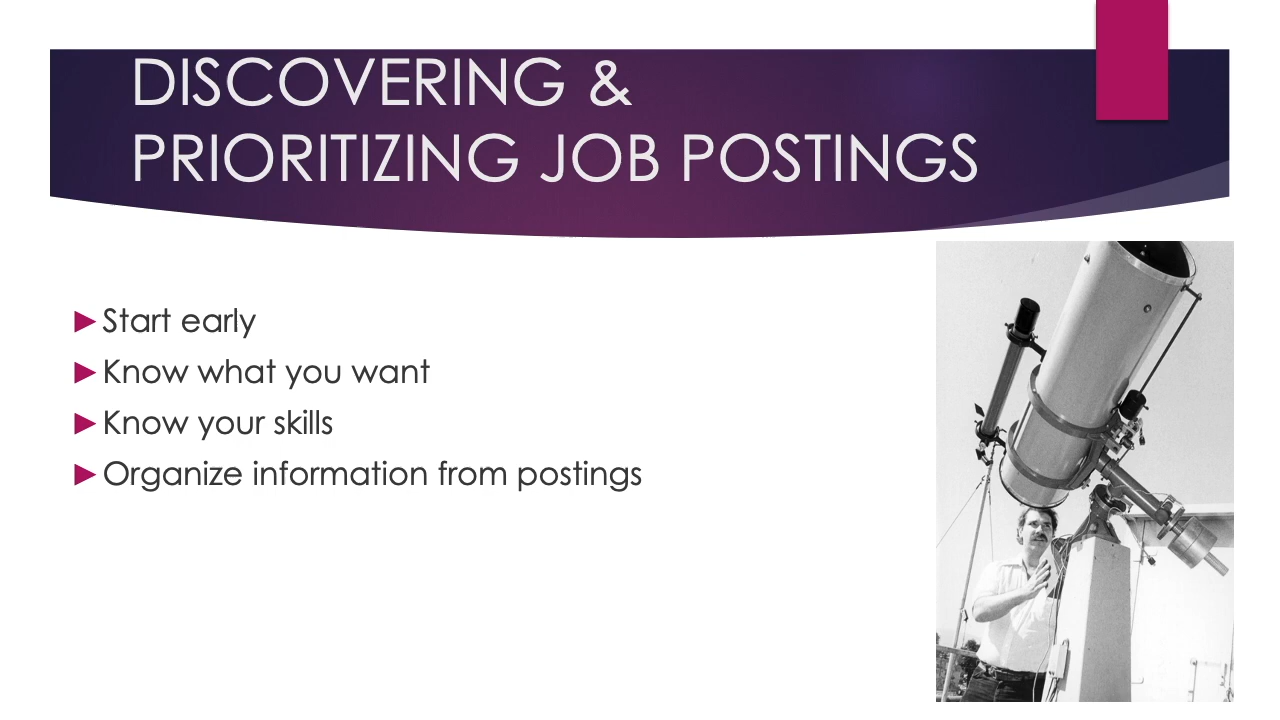 DISCOVERING &
PRIORITIZING JOB POSTINGS
Start early
Know what you want
Know your skills
Organize information from postings